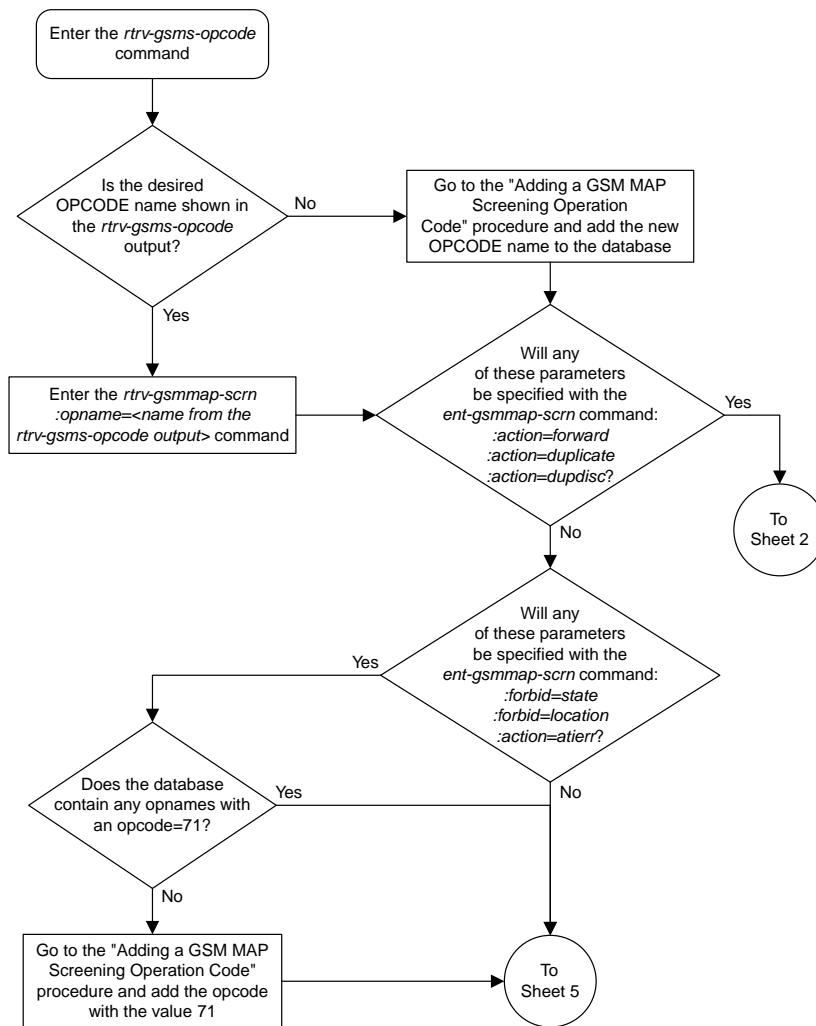 Enter the rtrv-gsms-opcode
command
Is the desired
OPCODE name shown in
the rtrv-gsms-opcode
output?
No
Go to the "Adding a GSM MAP
Screening Operation
Code" procedure and add the new
OPCODE name to the database
Yes
Enter the rtrv-gsmmap-scrn
:opname=<name from the
rtrv-gsms-opcode output> command
Will any
of these parameters
be specified with the
ent-gsmmap-scrn command:
:action=forward
:action=duplicate
:action=dupdisc?
Yes
To
Sheet 2
No
Will any
of these parameters
be specified with the
ent-gsmmap-scrn command:
:forbid=state
:forbid=location
:action=atierr?
Yes
No
Does the database
contain any opnames with
an opcode=71?
Yes
No
Go to the "Adding a GSM MAP
Screening Operation Code"
procedure and add the opcode
with the value 71
To
Sheet 5